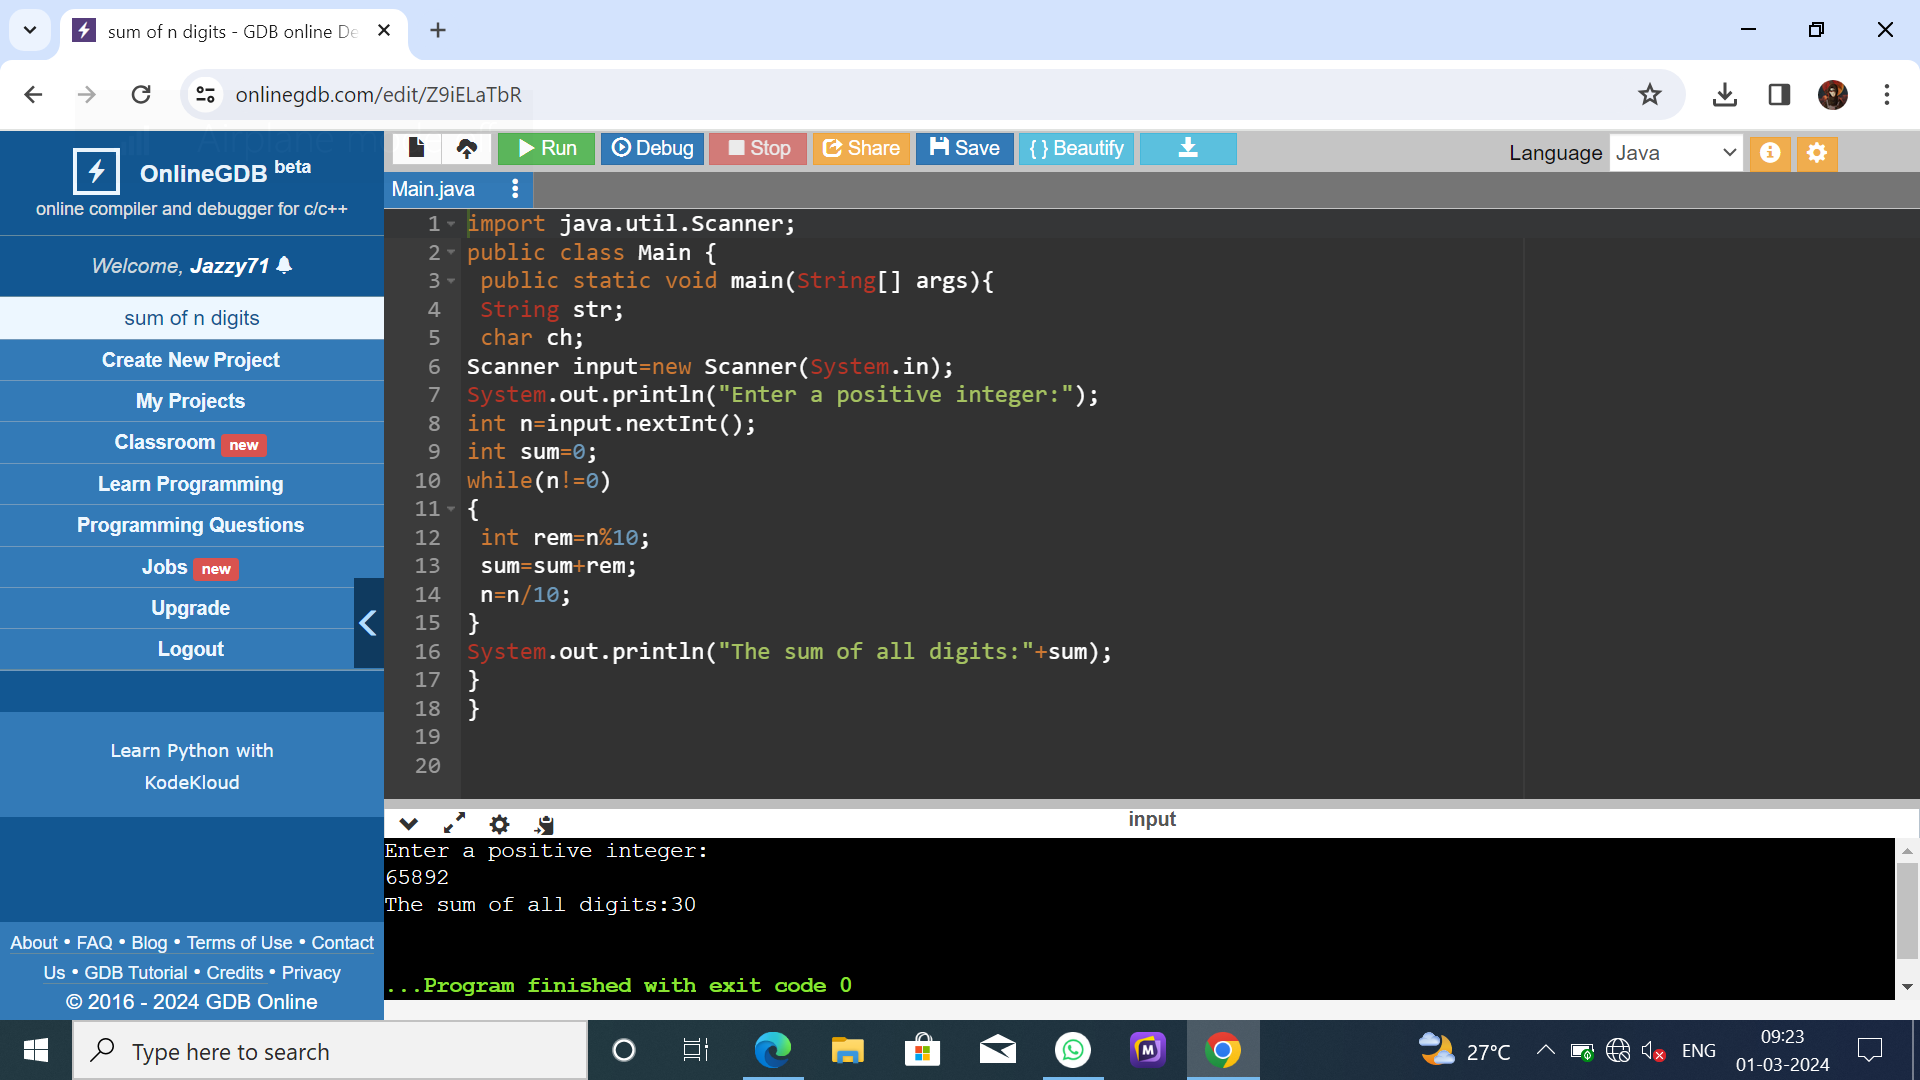 sum of n digits - GDB online De
onlinegdb.com/edit/Z9iELaTbR
OnlineGDB beta
online compiler and debugger for c/c++
Welcome, Jazzy71
sum of n digits
Create New Project
My Projects
Classroom new
Learn Programming
Programming Questions
Jobs new
Upgrade
Logout
Learn Python with
KodeKloud
About • FAQ • Blog • Terms of Use • Contact
Us • GDB Tutorial • Credits • Privacy
© 2016 - 2024 GDB Online
Run Debug Stop Share Save { } Beautify
Language Java
Main.java
1 import java.util.Scanner;
2 public class Main {
3 public static void main(String[] args){
4 String str;
5 char ch;
6 Scanner input=new Scanner(System.in);
7 System.out.println("Enter a positive integer:");
8 int n=input.nextInt();
9 int sum=0;
10 while(n!=0)
11 {
12 int rem=n%10;
13 sum=sum+rem;
14 n=n/10;
15 }
16 System.out.println("The sum of all digits:"+sum);
17 }
18 }
19
20
input
Enter a positive integer:
65892
The sum of all digits:30
...Program finished with exit code 0
Type here to search
27°C
ENG
09:23
01-03-2024